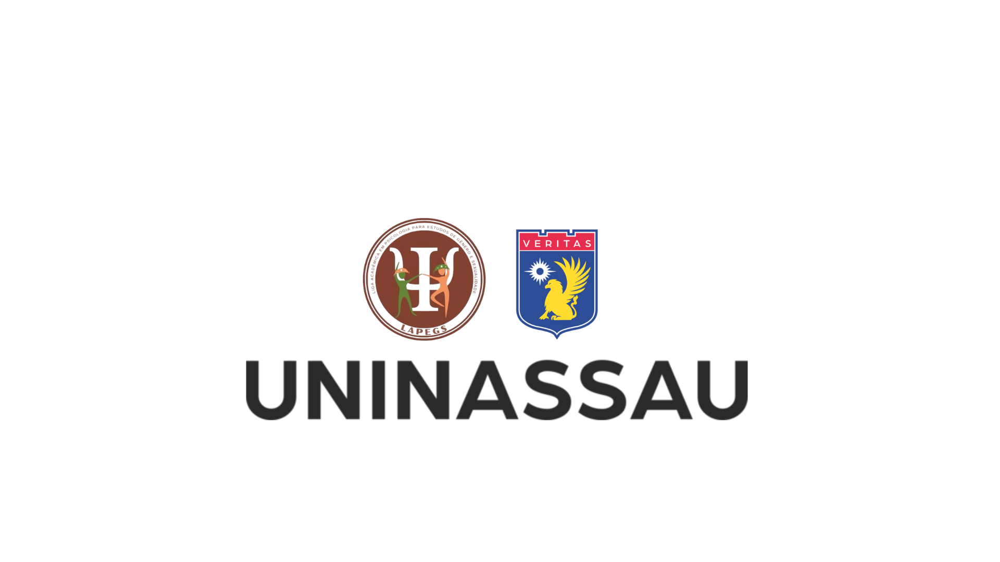 LIGA ACADÊMICA EM PSICOLOGIA PARA ESTUDOS DE GÊNERO E SEXUALIDADE
LAPEGS
VERITAS
UNINASSAU